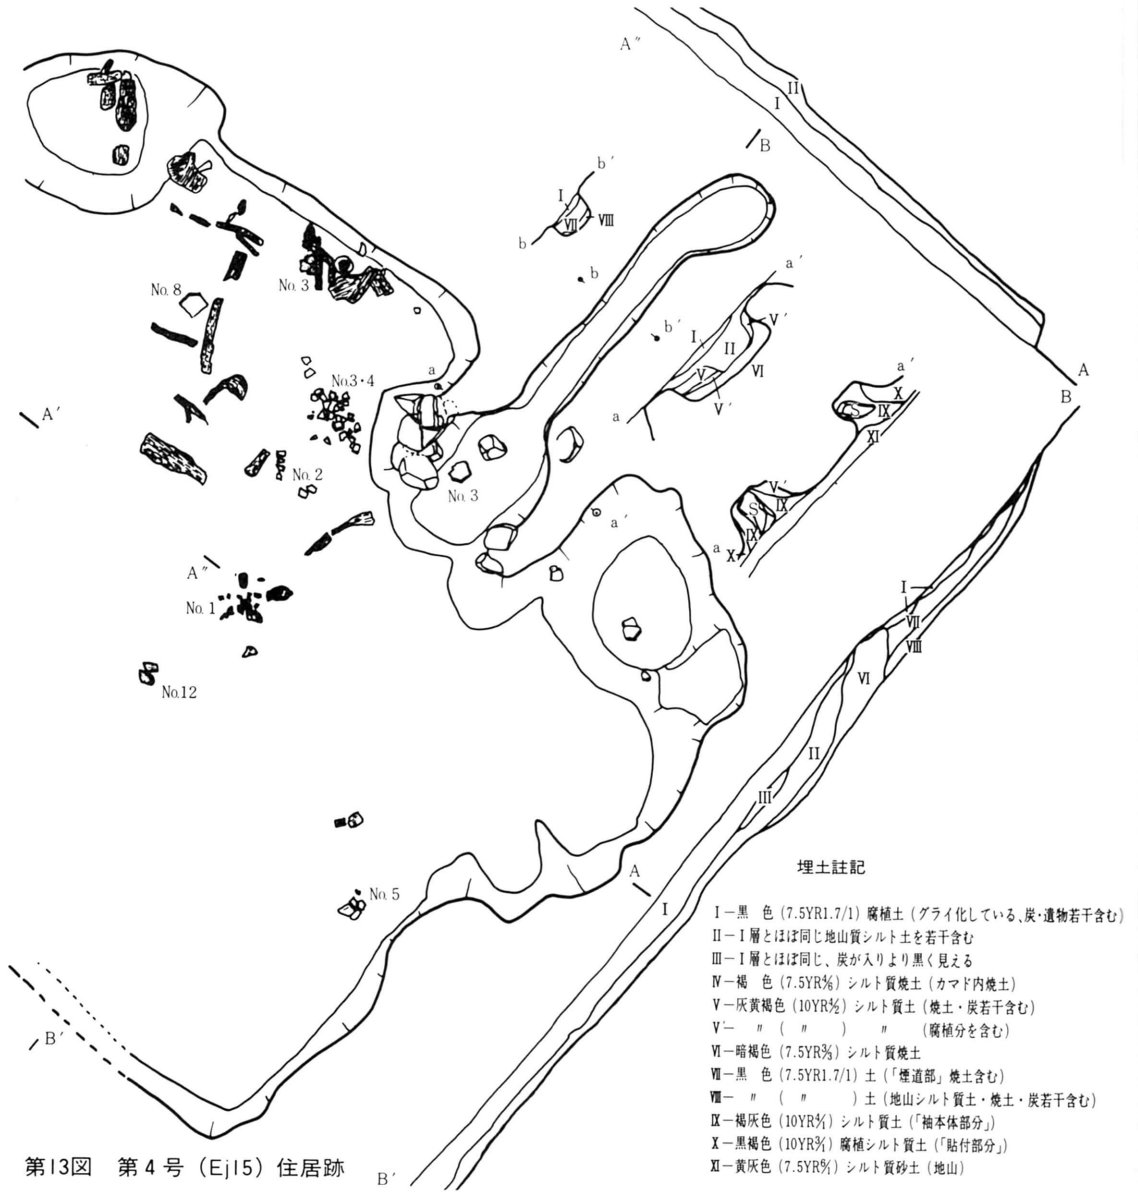 A″
II
I
B
b′
I
VII
VIII
b
b
a′
No. 8
No. 3
b′
I
V′
II
V
VI
V′
a
A
B
a′
X
S
IX
XI
a
No.3・4
A′
No. 2
No. 3
V′
S
IX
IX
a
X
a′
A″
No. 1
I
VII
VIII
VI
No.12
II
III
A
I
No. 5
B′
B′
埋土註記
I－黒　色 (7.5YR1.7/1) 腐植土 (グライ化している、炭・遺物若干含む)
II－I層とほぼ同じ地山質シルト土を若干含む
III－I層とほぼ同じ、炭が入りより黒く見える
IV－褐　色 (7.5YR4/6) シルト質焼土 (カマド内焼土)
V－灰黄褐色 (10YR4/2) シルト質土 (焼土・炭若干含む)
V′－　〃　(　〃　)　〃　(腐植分を含む)
VI－暗褐色 (7.5YR3/3) シルト質焼土
VII－黒　色 (7.5YR1.7/1) 土 (「煙道部」焼土含む)
VIII－　〃　(　〃　) 土 (地山シルト質土・焼土・炭若干含む)
IX－褐灰色 (10YR4/1) シルト質土 (「袖本体部分」)
X－黒褐色 (10YR3/1) 腐植シルト質土 (「貼付部分」)
XI－黄灰色 (7.5YR6/1) シルト質砂土 (地山)
第13図　第4号 (Ej15) 住居跡